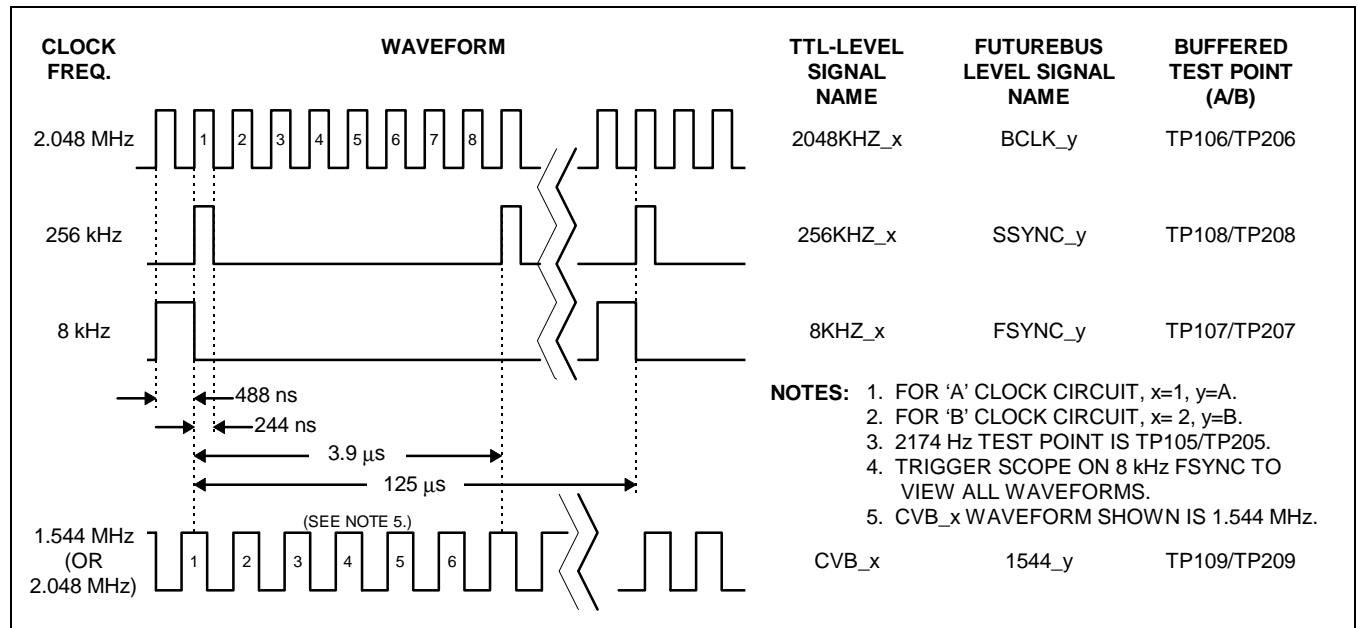 CLOCK FREQ. WAVEFORM TTL-LEVEL SIGNAL NAME FUTUREBUS LEVEL SIGNAL NAME BUFFERED TEST POINT (A/B)
2.048 MHz 1 2 3 4 5 6 7 8 2048KHZ_x BCLK_y TP106/TP206
256 kHz 256KHZ_x SSYNC_y TP108/TP208
8 kHz 8KHZ_x FSYNC_y TP107/TP207
488 ns
244 ns
3.9 µs
125 µs
NOTES: 1. FOR ‘A’ CLOCK CIRCUIT, x=1, y=A.
2. FOR ‘B’ CLOCK CIRCUIT, x= 2, y=B.
3. 2174 Hz TEST POINT IS TP105/TP205.
4. TRIGGER SCOPE ON 8 kHz FSYNC TO
VIEW ALL WAVEFORMS.
5. CVB_x WAVEFORM SHOWN IS 1.544 MHz.
(SEE NOTE 5.)
1.544 MHz (OR 2.048 MHz) 1 2 3 4 5 6 CVB_x 1544_y TP109/TP209